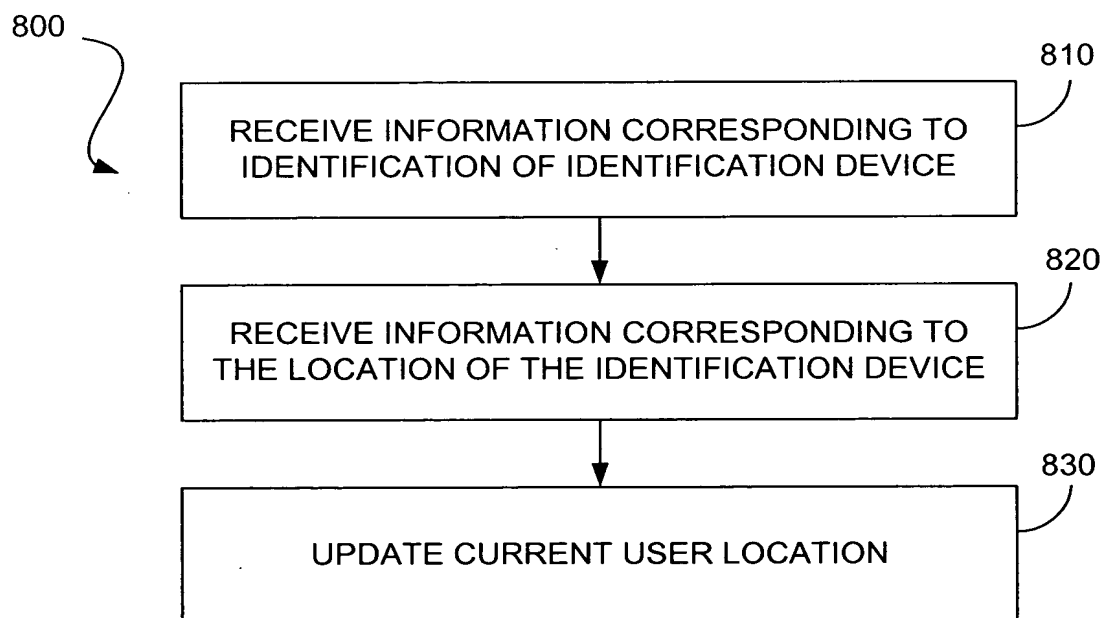 800
810
RECEIVE INFORMATION CORRESPONDING TO
IDENTIFICATION OF IDENTIFICATION DEVICE
820
RECEIVE INFORMATION CORRESPONDING TO
THE LOCATION OF THE IDENTIFICATION DEVICE
830
UPDATE CURRENT USER LOCATION